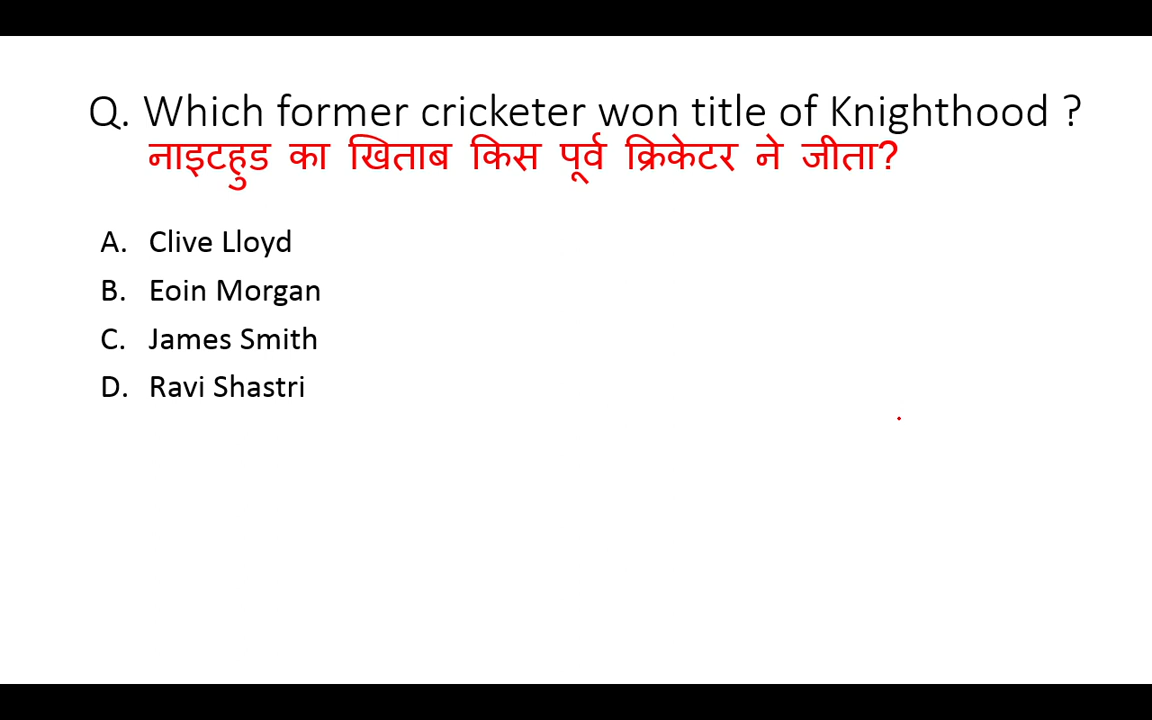 Q. Which former cricketer won title of Knighthood ?
नाइटहुड का खिताब किस पूर्व क्रिकेटर ने जीता?
A. Clive Lloyd
B. Eoin Morgan
C. James Smith
D. Ravi Shastri